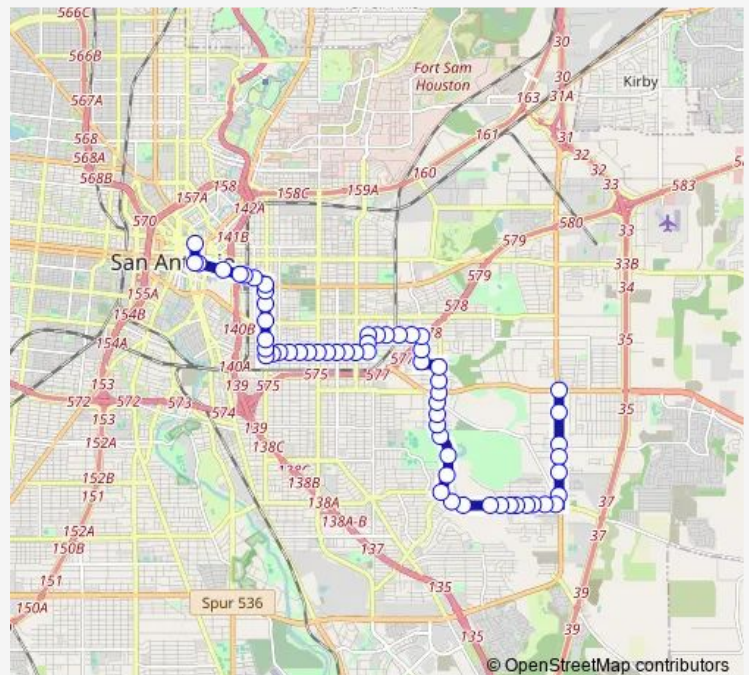 566C
30
566B
Fort Sam
Houston
30
Kirby
163
31A
567A
161
31
568
32
568A
160
32
568B
158
158C
159A
33
583
157A
142A
570
580
33
141B
579
San An
579
33B
155A
34
578
154B
140B
35
154A
140A
575
577
153
139
575
572
572
573
574
35
153
139
152A
138C
152B
138B
151
138A
37
138A-B
152A
150B
137
37
151
135
39
150A
Spur 536
135
39
© OpenStreetMap contributors